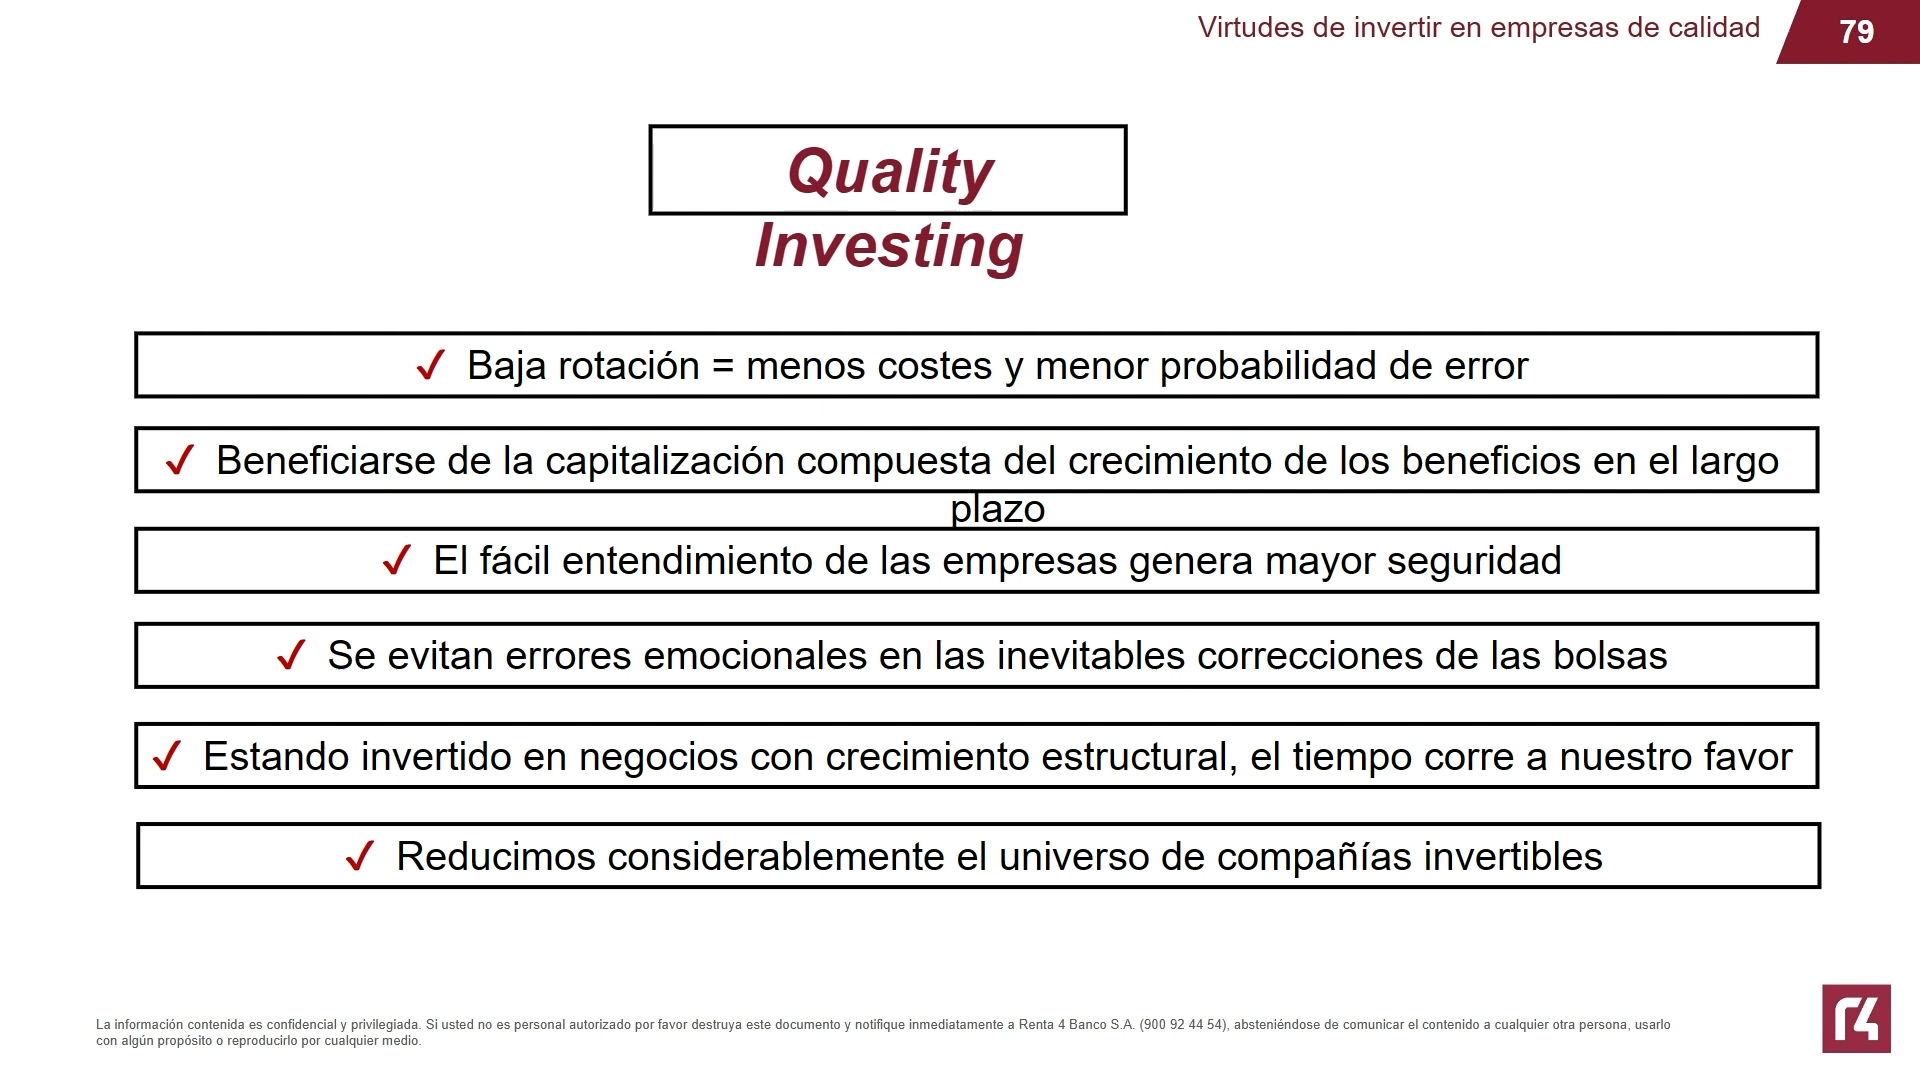 Virtudes de invertir en empresas de calidad
79
Quality
Investing
✓ Baja rotación = menos costes y menor probabilidad de error
✓ Beneficiarse de la capitalización compuesta del crecimiento de los beneficios en el largo
plazo
✓ El fácil entendimiento de las empresas genera mayor seguridad
✓ Se evitan errores emocionales en las inevitables correcciones de las bolsas
✓ Estando invertido en negocios con crecimiento estructural, el tiempo corre a nuestro favor
✓ Reducimos considerablemente el universo de compañías invertibles
La información contenida es confidencial y privilegiada. Si usted no es personal autorizado por favor destruya este documento y notifique inmediatamente a Renta 4 Banco S.A. (900 92 44 54), absteniéndose de comunicar el contenido a cualquier otra persona, usarlo
con algún propósito o reproducirlo por cualquier medio.
r4